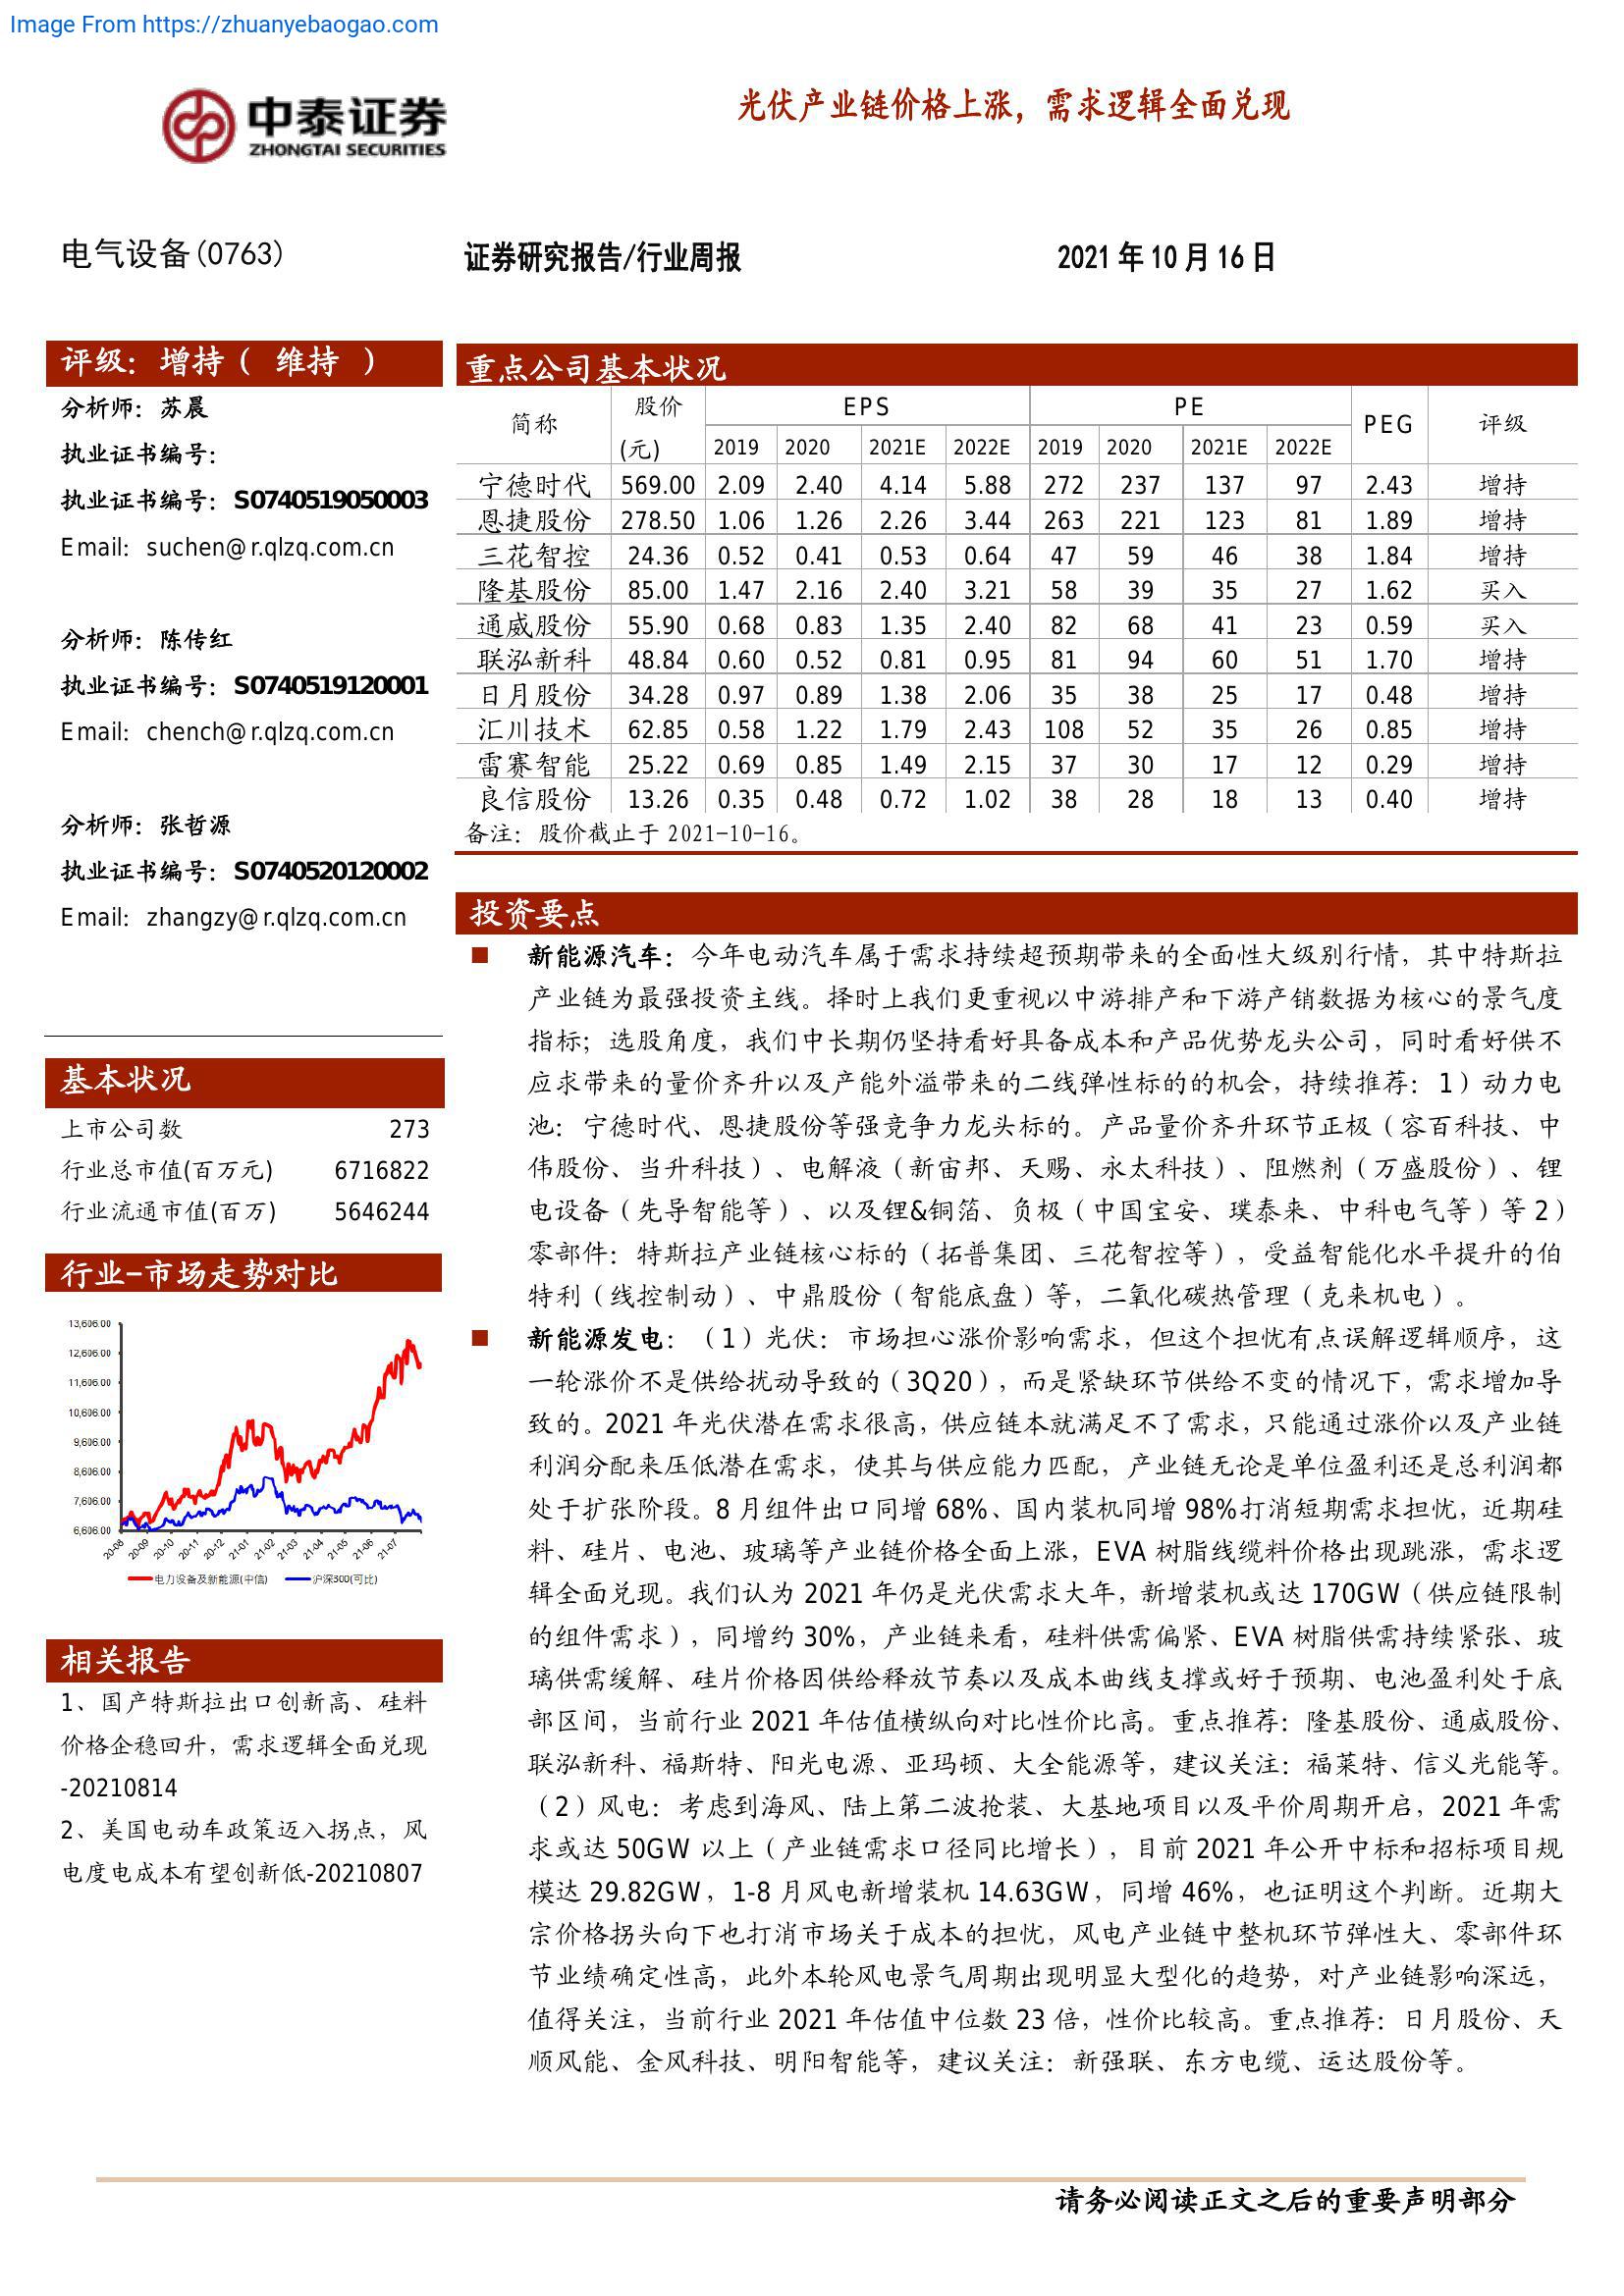 Image From https://zhuanyebaogao.com
中泰证券
ZHONGTAI SECURITIES
光伏产业链价格上涨，需求逻辑全面兑现
电气设备(0763)
证券研究报告/行业周报
2021 年 10 月 16 日
评级：增持（ 维持 ）
分析师：苏晨
执业证书编号：
执业证书编号：S0740519050003
Email：suchen@r.qlzq.com.cn
分析师：陈传红
执业证书编号：S0740519120001
Email：chench@r.qlzq.com.cn
分析师：张哲源
执业证书编号：S0740520120002
Email：zhangzy@r.qlzq.com.cn
基本状况
上市公司数 273
行业总市值(百万元) 6716822
行业流通市值(百万) 5646244
行业-市场走势对比
13,606.00
12,606.00
11,606.00
10,606.00
9,606.00
8,606.00
7,606.00
6,606.00
20-08 20-09 20-10 20-11 20-12 21-01 21-02 21-03 21-04 21-05 21-06 21-07
电力设备及新能源(中信) 沪深300(可比)
相关报告
1、国产特斯拉出口创新高、硅料
价格企稳回升，需求逻辑全面兑现
-20210814
2、美国电动车政策迈入拐点，风
电度电成本有望创新低-20210807
重点公司基本状况
简称 股价 EPS PE PEG 评级
(元) 2019 2020 2021E 2022E 2019 2020 2021E 2022E
宁德时代 569.00 2.09 2.40 4.14 5.88 272 237 137 97 2.43 增持
恩捷股份 278.50 1.06 1.26 2.26 3.44 263 221 123 81 1.89 增持
三花智控 24.36 0.52 0.41 0.53 0.64 47 59 46 38 1.84 增持
隆基股份 85.00 1.47 2.16 2.40 3.21 58 39 35 27 1.62 买入
通威股份 55.90 0.68 0.83 1.35 2.40 82 68 41 23 0.59 买入
联泓新科 48.84 0.60 0.52 0.81 0.95 81 94 60 51 1.70 增持
日月股份 34.28 0.97 0.89 1.38 2.06 35 38 25 17 0.48 增持
汇川技术 62.85 0.58 1.22 1.79 2.43 108 52 35 26 0.85 增持
雷赛智能 25.22 0.69 0.85 1.49 2.15 37 30 17 12 0.29 增持
良信股份 13.26 0.35 0.48 0.72 1.02 38 28 18 13 0.40 增持
备注：股价截止于 2021-10-16。
投资要点
■ 新能源汽车：今年电动汽车属于需求持续超预期带来的全面性大级别行情，其中特斯拉
产业链为最强投资主线。择时上我们更重视以中游排产和下游产销数据为核心的景气度
指标；选股角度，我们中长期仍坚持看好具备成本和产品优势龙头公司，同时看好供不
应求带来的量价齐升以及产能外溢带来的二线弹性标的的机会，持续推荐：1）动力电
池：宁德时代、恩捷股份等强竞争力龙头标的。产品量价齐升环节正极（容百科技、中
伟股份、当升科技）、电解液（新宙邦、天赐、永太科技）、阻燃剂（万盛股份）、锂
电设备（先导智能等）、以及锂&铜箔、负极（中国宝安、璞泰来、中科电气等）等 2）
零部件：特斯拉产业链核心标的（拓普集团、三花智控等），受益智能化水平提升的伯
特利（线控制动）、中鼎股份（智能底盘）等，二氧化碳热管理（克来机电）。
■ 新能源发电：（1）光伏：市场担心涨价影响需求，但这个担忧有点误解逻辑顺序，这
一轮涨价不是供给扰动导致的（3Q20），而是紧缺环节供给不变的情况下，需求增加导
致的。2021 年光伏潜在需求很高，供应链本就满足不了需求，只能通过涨价以及产业链
利润分配来压低潜在需求，使其与供应能力匹配，产业链无论是单位盈利还是总利润都
处于扩张阶段。8 月组件出口同增 68%、国内装机同增 98%打消短期需求担忧，近期硅
料、硅片、电池、玻璃等产业链价格全面上涨，EVA 树脂线缆料价格出现跳涨，需求逻
辑全面兑现。我们认为 2021 年仍是光伏需求大年，新增装机或达 170GW（供应链限制
的组件需求），同增约 30%，产业链来看，硅料供需偏紧、EVA 树脂供需持续紧张、玻
璃供需缓解、硅片价格因供给释放节奏以及成本曲线支撑或好于预期、电池盈利处于底
部区间，当前行业 2021 年估值横纵向对比性价比高。重点推荐：隆基股份、通威股份、
联泓新科、福斯特、阳光电源、亚玛顿、大全能源等，建议关注：福莱特、信义光能等。
（2）风电：考虑到海风、陆上第二波抢装、大基地项目以及平价周期开启，2021 年需
求或达 50GW 以上（产业链需求口径同比增长），目前 2021 年公开中标和招标项目规
模达 29.82GW，1-8 月风电新增装机 14.63GW，同增 46%，也证明这个判断。近期大
宗价格拐头向下也打消市场关于成本的担忧，风电产业链中整机环节弹性大、零部件环
节业绩确定性高，此外本轮风电景气周期出现明显大型化的趋势，对产业链影响深远，
值得关注，当前行业 2021 年估值中位数 23 倍，性价比较高。重点推荐：日月股份、天
顺风能、金风科技、明阳智能等，建议关注：新强联、东方电缆、运达股份等。
请务必阅读正文之后的重要声明部分